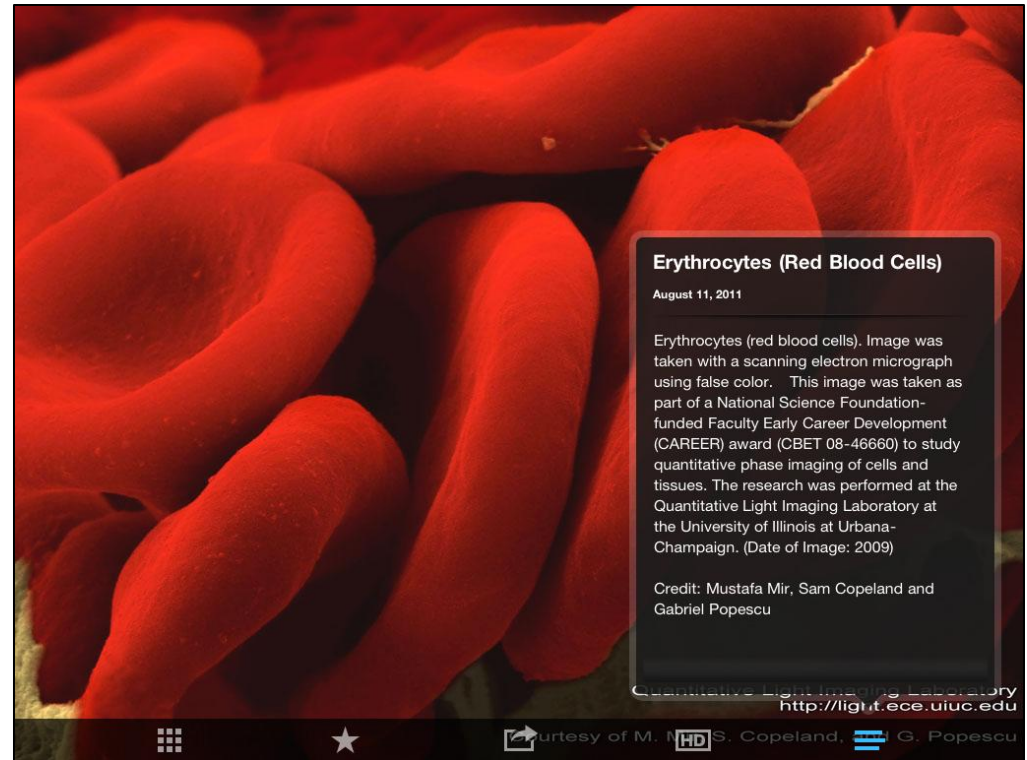 Erythrocytes (Red Blood Cells)
August 11, 2011
Erythrocytes (red blood cells). Image was
taken with a scanning electron micrograph
using false color. This image was taken as
part of a National Science Foundation-
funded Faculty Early Career Development
(CAREER) award (CBET 08-46660) to study
quantitative phase imaging of cells and
tissues. The research was performed at the
Quantitative Light Imaging Laboratory at
the University of Illinois at Urbana-
Champaign. (Date of Image: 2009)
Credit: Mustafa Mir, Sam Copeland and
Gabriel Popescu
Quantitative Light Imaging Laboratory
http://light.ece.uiuc.edu
urtesy of M. S. Copeland, and G. Popescu
HD